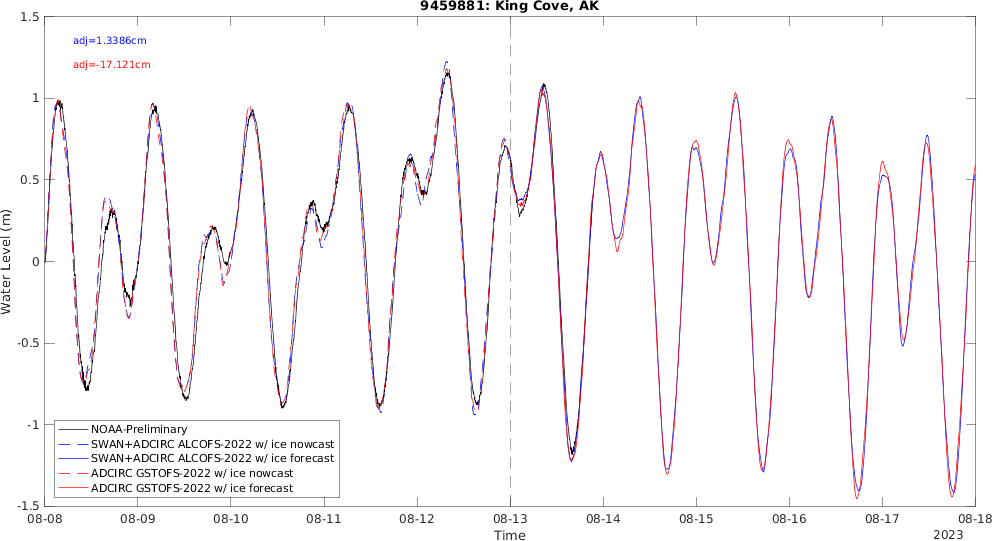 9459881: King Cove, AK
1.5
adj=1.3386cm
adj=-17.121cm
1
0.5
0
-0.5
-1
-1.5
Water Level (m)
NOAA-Preliminary
SWAN+ADCIRC ALCOFS-2022 w/ ice nowcast
SWAN+ADCIRC ALCOFS-2022 w/ ice forecast
ADCIRC GSTOFS-2022 w/ ice nowcast
ADCIRC GSTOFS-2022 w/ ice forecast
08-08 08-09 08-10 08-11 08-12 08-13 08-14 08-15 08-16 08-17 08-18
Time
2023